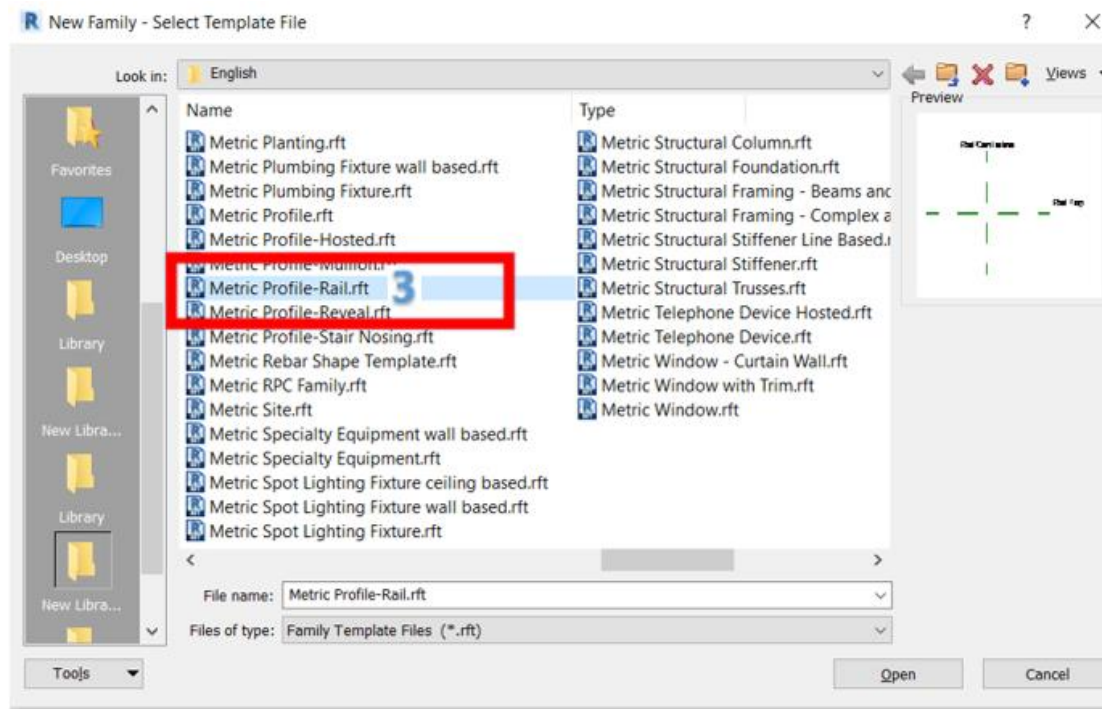 New Family - Select Template File
Look in: English
Views
Name
Type
Preview
Favorites
Desktop
Library
New Libra...
Library
New Libra...
Metric Planting.rft
Metric Plumbing Fixture wall based.rft
Metric Plumbing Fixture.rft
Metric Profile.rft
Metric Profile-Hosted.rft
Metric Profile-Mullion.r
Metric Profile-Rail.rft
3
Metric Profile-Reveal.rft
Metric Profile-Stair Nosing.rft
Metric Rebar Shape Template.rft
Metric RPC Family.rft
Metric Site.rft
Metric Specialty Equipment wall based.rft
Metric Specialty Equipment.rft
Metric Spot Lighting Fixture ceiling based.rft
Metric Spot Lighting Fixture wall based.rft
Metric Spot Lighting Fixture.rft
Metric Structural Column.rft
Metric Structural Foundation.rft
Metric Structural Framing - Beams and
Metric Structural Framing - Complex a
Metric Structural Stiffener Line Based.r
Metric Structural Stiffener.rft
Metric Structural Trusses.rft
Metric Telephone Device Hosted.rft
Metric Telephone Device.rft
Metric Window - Curtain Wall.rft
Metric Window with Trim.rft
Metric Window.rft
Rail Centerline
Rail Top
File name: Metric Profile-Rail.rft
Files of type: Family Template Files (*.rft)
Tools
Open
Cancel